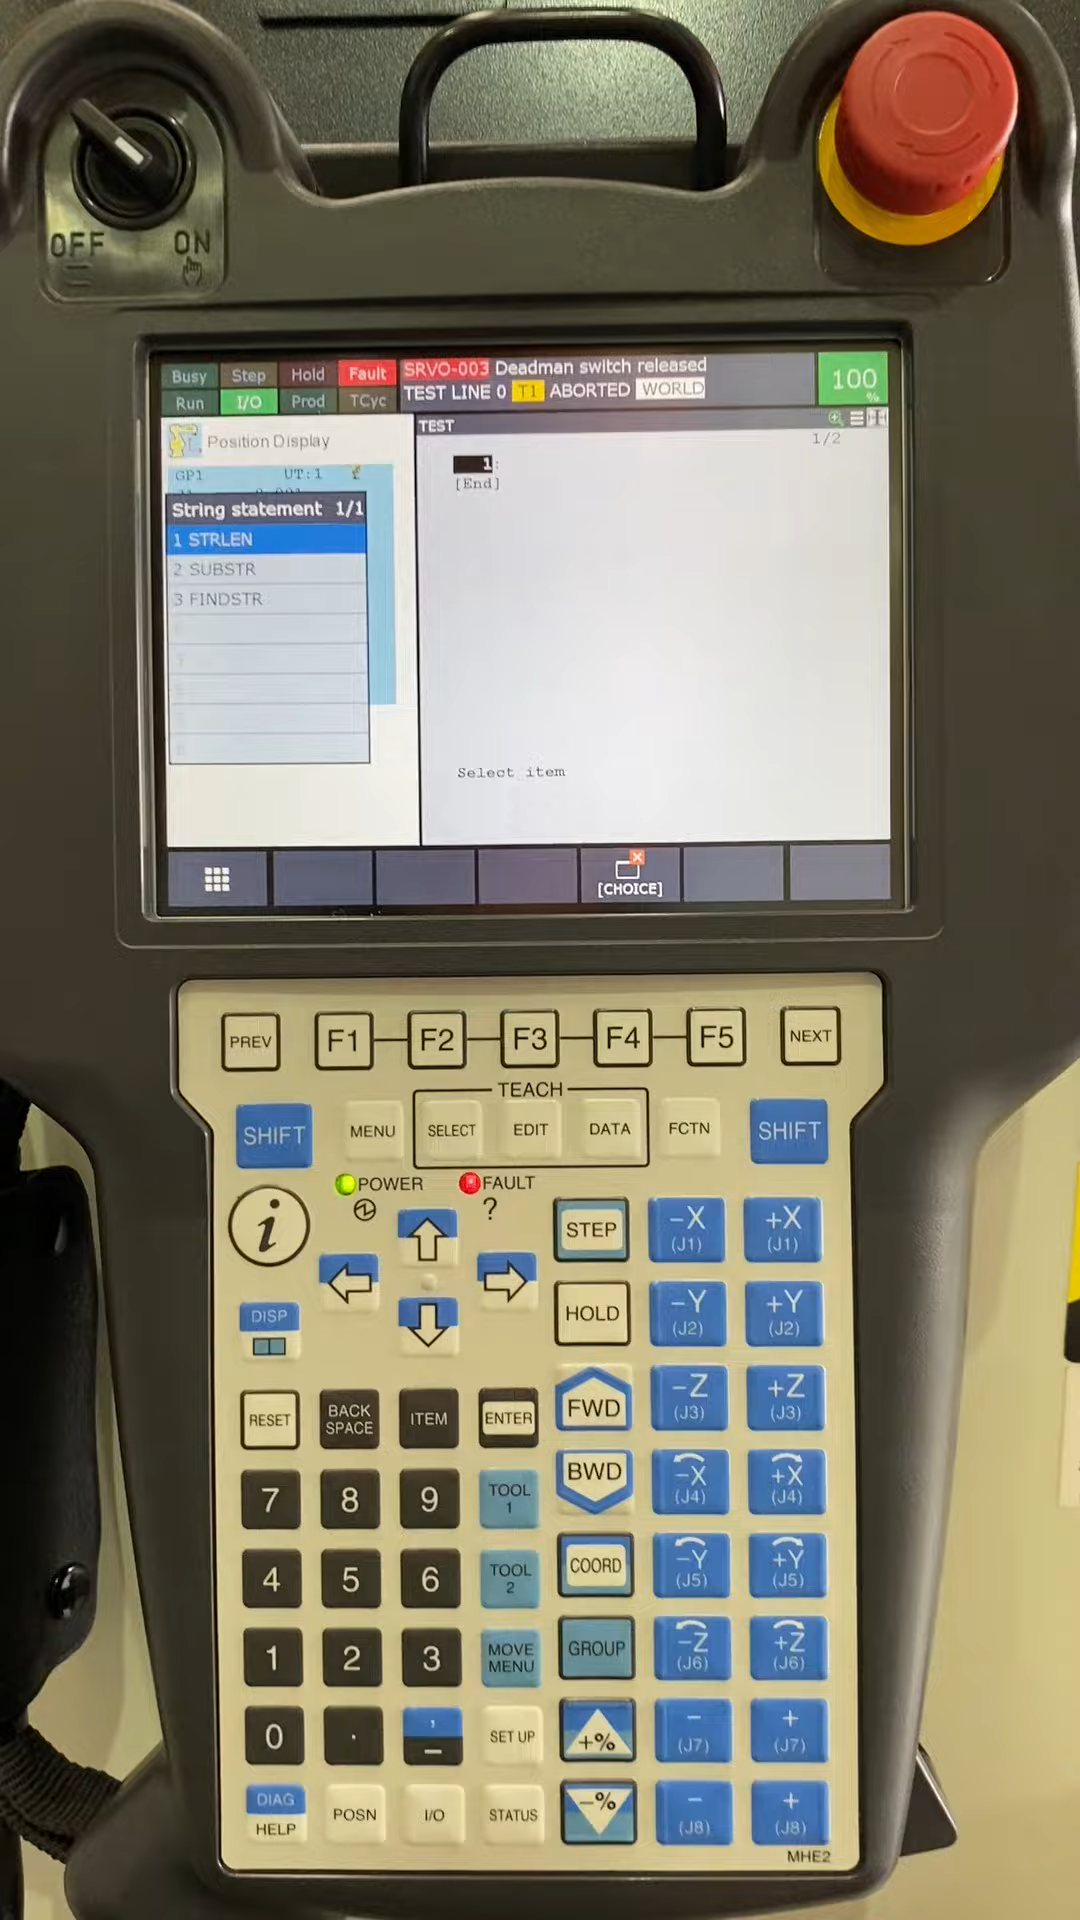 OFF ON
Busy Step Hold Fault
Run I/O Prod TCyc
SRVO-003 Deadman switch released
TEST LINE 0 T1 ABORTED WORLD
100
%
Position Display
GP1 UT:1
String statement 1/1
1 STRLEN
2 SUBSTR
3 FINDSTR
TEST
1/2
1:
[End]
Select item
[CHOICE]
PREV F1 F2 F3 F4 F5 NEXT
TEACH
SHIFT MENU SELECT EDIT DATA FCTN SHIFT
POWER FAULT
?
i
STEP -X (J1) +X (J1)
DISP
HOLD -Y (J2) +Y (J2)
RESET BACK SPACE ITEM ENTER FWD -Z (J3) +Z (J3)
7 8 9 TOOL 1 BWD -X (J4) +X (J4)
4 5 6 TOOL 2 COORD -Y (J5) +Y (J5)
1 2 3 MOVE MENU GROUP -Z (J6) +Z (J6)
0 . , - SET UP +% - (J7) + (J7)
DIAG HELP POSN I/O STATUS -% - (J8) + (J8)
MHE2